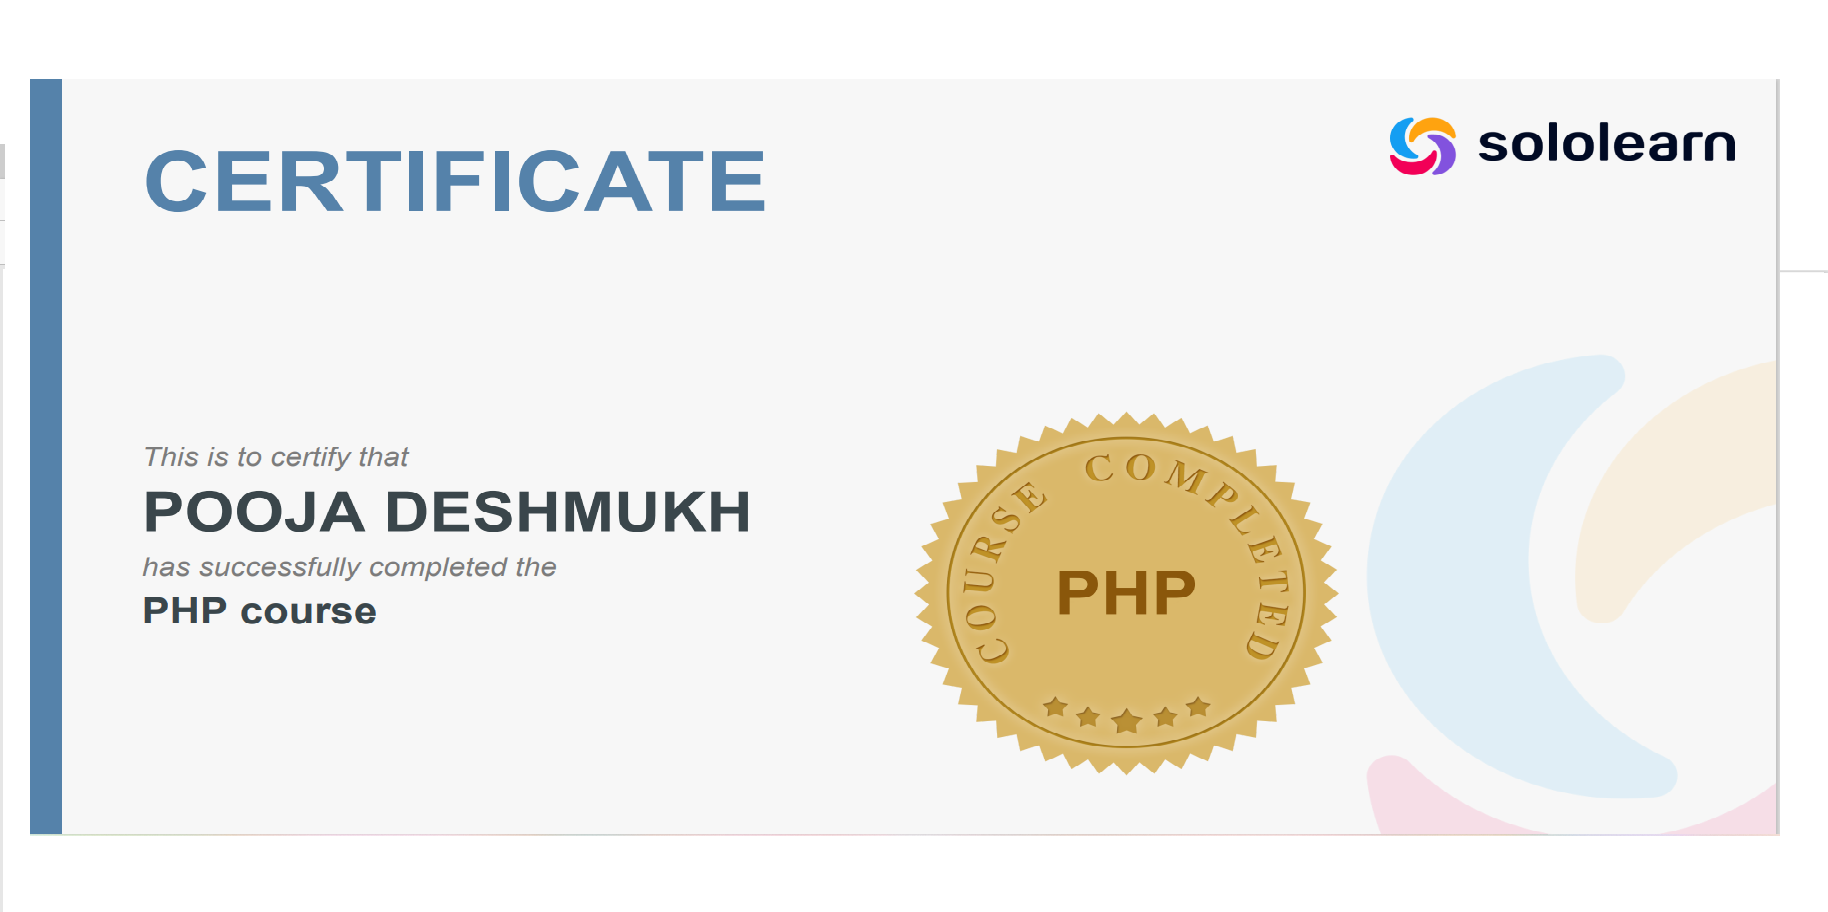 sololearn
CERTIFICATE
This is to certify that
POOJA DESHMUKH
has successfully completed the
PHP course
COURSE COMPLETED
PHP